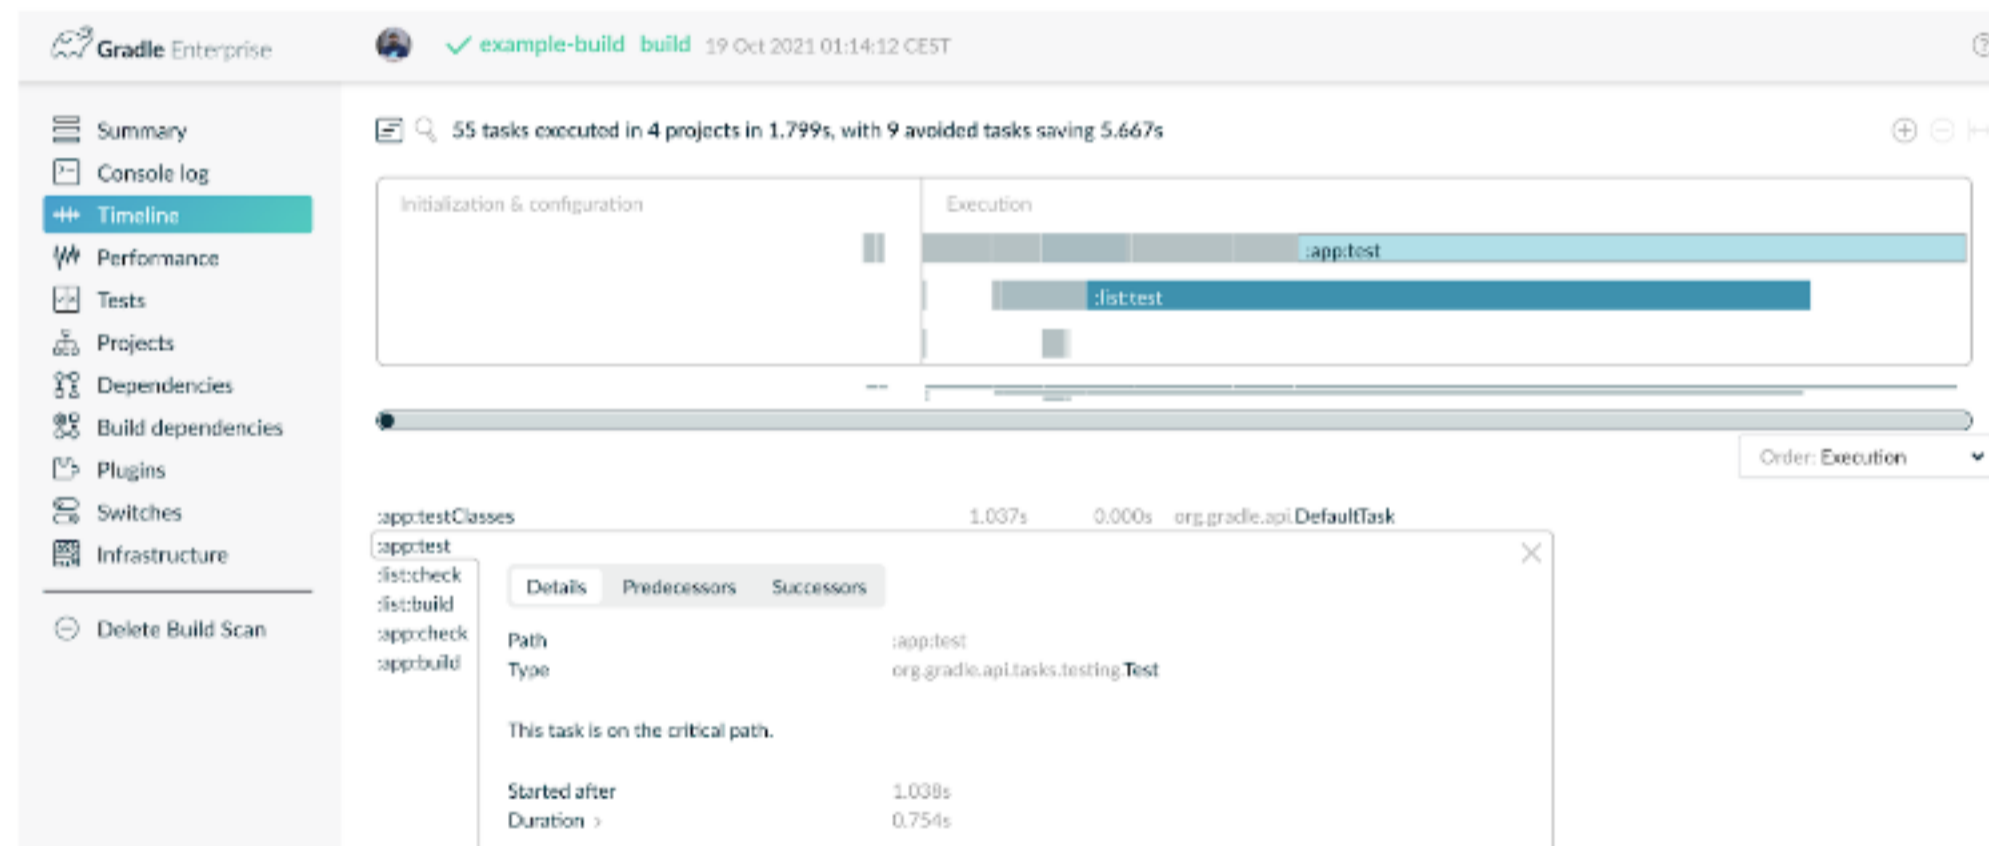 Gradle Enterprise
example-build build 19 Oct 2021 01:14:12 CEST
Summary
Console log
Timeline
Performance
Tests
Projects
Dependencies
Build dependencies
Plugins
Switches
Infrastructure
Delete Build Scan
55 tasks executed in 4 projects in 1.799s, with 9 avoided tasks saving 5.667s
Initialization & configuration
Execution
:app:test
:list:test
Order: Execution
:app:testClasses 1.037s 0.000s org.gradle.api.DefaultTask
:app:test
:list:check
:list:build
:app:check
:app:build
Details Predecessors Successors
Path :app:test
Type org.gradle.api.tasks.testing.Test
This task is on the critical path.
Started after 1.038s
Duration > 0.754s